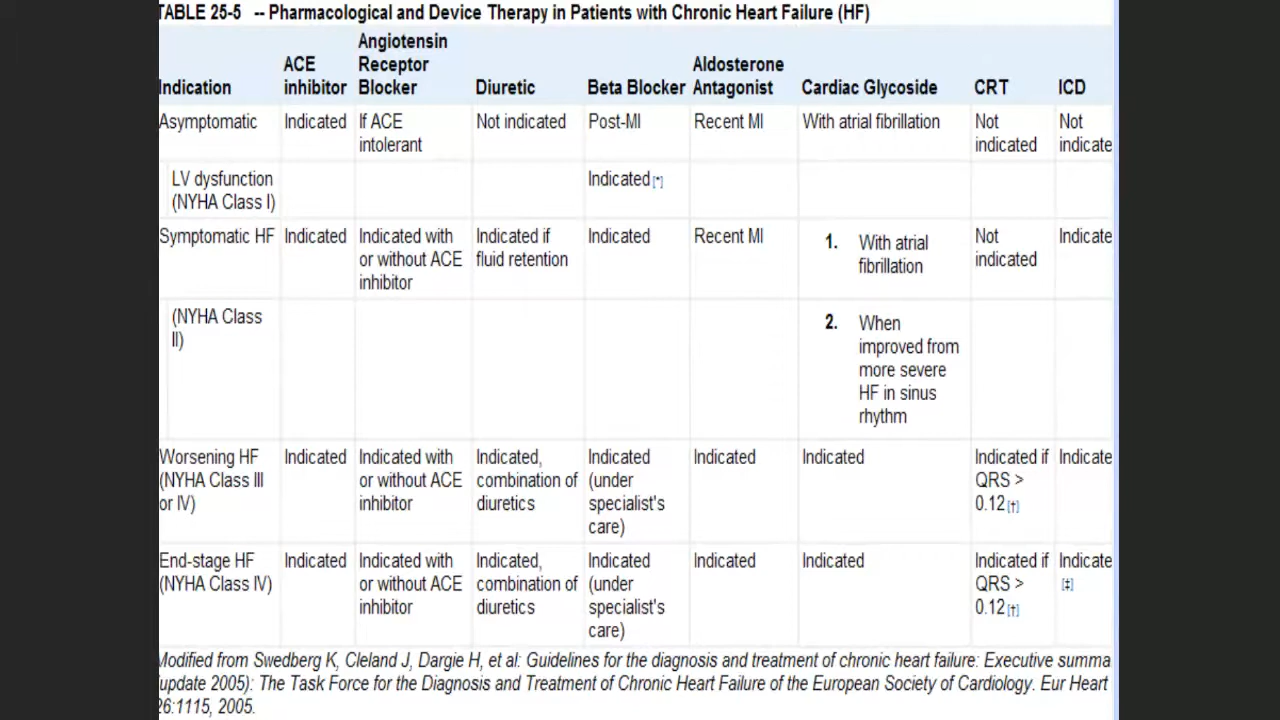 TABLE 25-5 -- Pharmacological and Device Therapy in Patients with Chronic Heart Failure (HF)
Indication ACE inhibitor Angiotensin Receptor Blocker Diuretic Beta Blocker Aldosterone Antagonist Cardiac Glycoside CRT ICD
Asymptomatic Indicated If ACE intolerant Not indicated Post-MI Recent MI With atrial fibrillation Not indicated Not indicate
LV dysfunction (NYHA Class I) Indicated[*]
Symptomatic HF Indicated Indicated with or without ACE inhibitor Indicated if fluid retention Indicated Recent MI 1. With atrial fibrillation Not indicated Indicate
(NYHA Class II) 2. When improved from more severe HF in sinus rhythm
Worsening HF (NYHA Class III or IV) Indicated Indicated with or without ACE inhibitor Indicated, combination of diuretics Indicated (under specialist's care) Indicated Indicated Indicated if QRS > 0.12[†] Indicate
End-stage HF (NYHA Class IV) Indicated Indicated with or without ACE inhibitor Indicated, combination of diuretics Indicated (under specialist's care) Indicated Indicated Indicated if QRS > 0.12[†] Indicate [‡]
Modified from Swedberg K, Cleland J, Dargie H, et al: Guidelines for the diagnosis and treatment of chronic heart failure: Executive summa
(update 2005): The Task Force for the Diagnosis and Treatment of Chronic Heart Failure of the European Society of Cardiology. Eur Heart
26:1115, 2005.